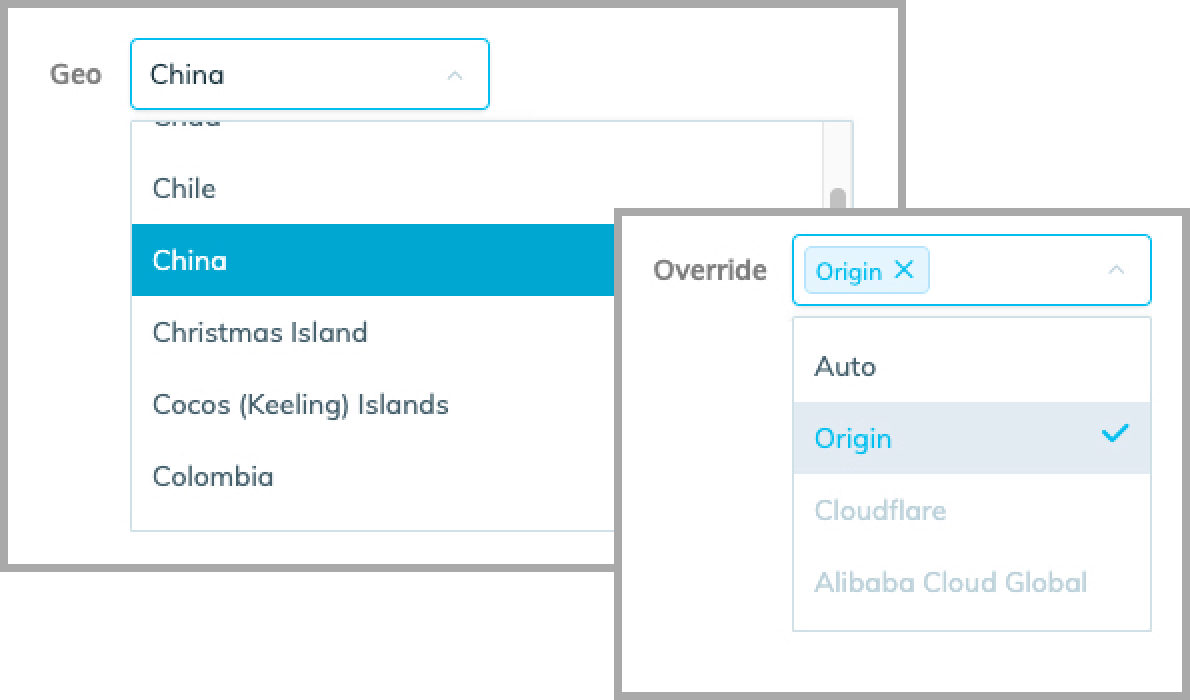 Geo
China
Chile
China
Christmas Island
Cocos (Keeling) Islands
Colombia
Override
Origin
Auto
Origin
Cloudflare
Alibaba Cloud Global